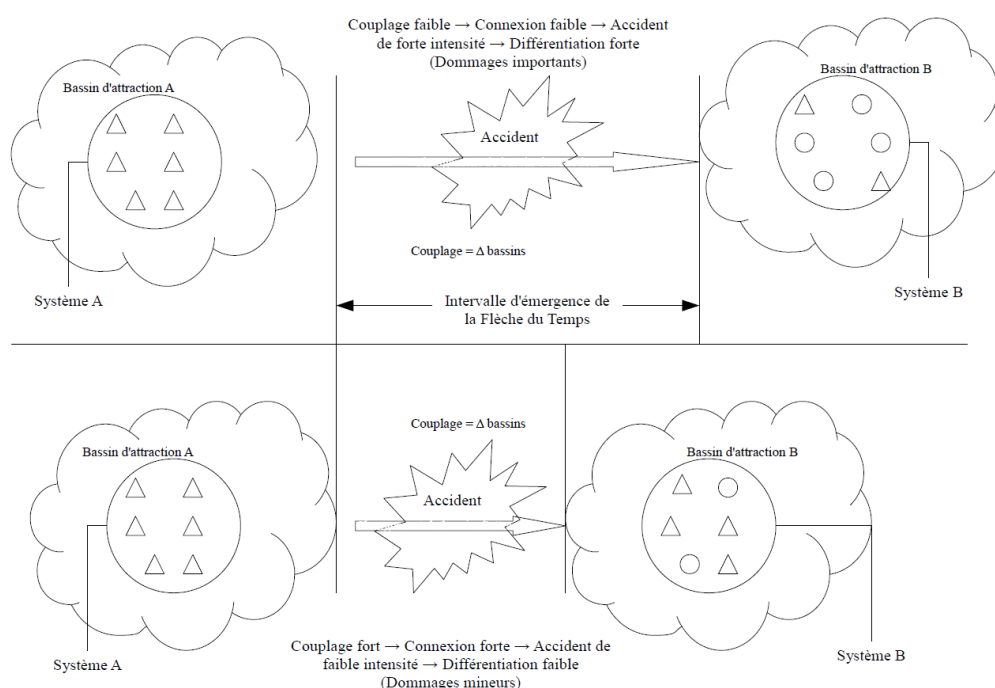 Couplage faible → Connexion faible → Accident
de forte intensité → Différentiation forte
(Dommages importants)
Bassin d'attraction A
Bassin d'attraction B
Accident
Couplage = Δ bassins
Système A
Système B
Intervalle d'émergence de
la Flèche du Temps
Couplage = Δ bassins
Bassin d'attraction A
Bassin d'attraction B
Accident
Couplage fort → Connexion forte → Accident de
faible intensité → Différentiation faible
(Dommages mineurs)
Système A
Système B